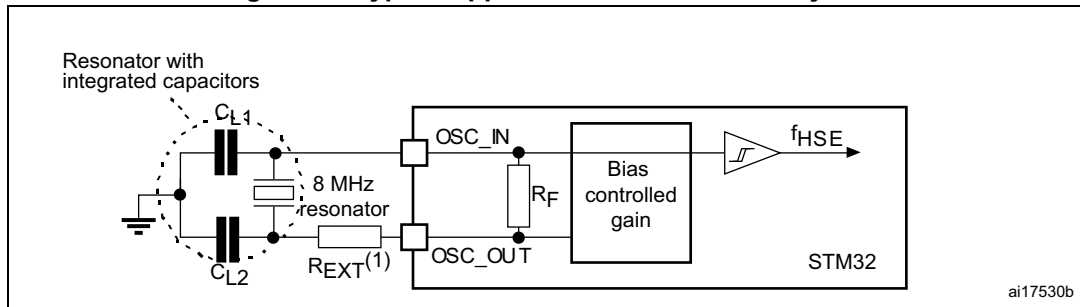 Resonator with
integrated capacitors
CL1
OSC_IN
fHSE
8 MHz
resonator
RF
Bias
controlled
gain
REXT(1)
OSC_OUT
STM32
CL2
ai17530b